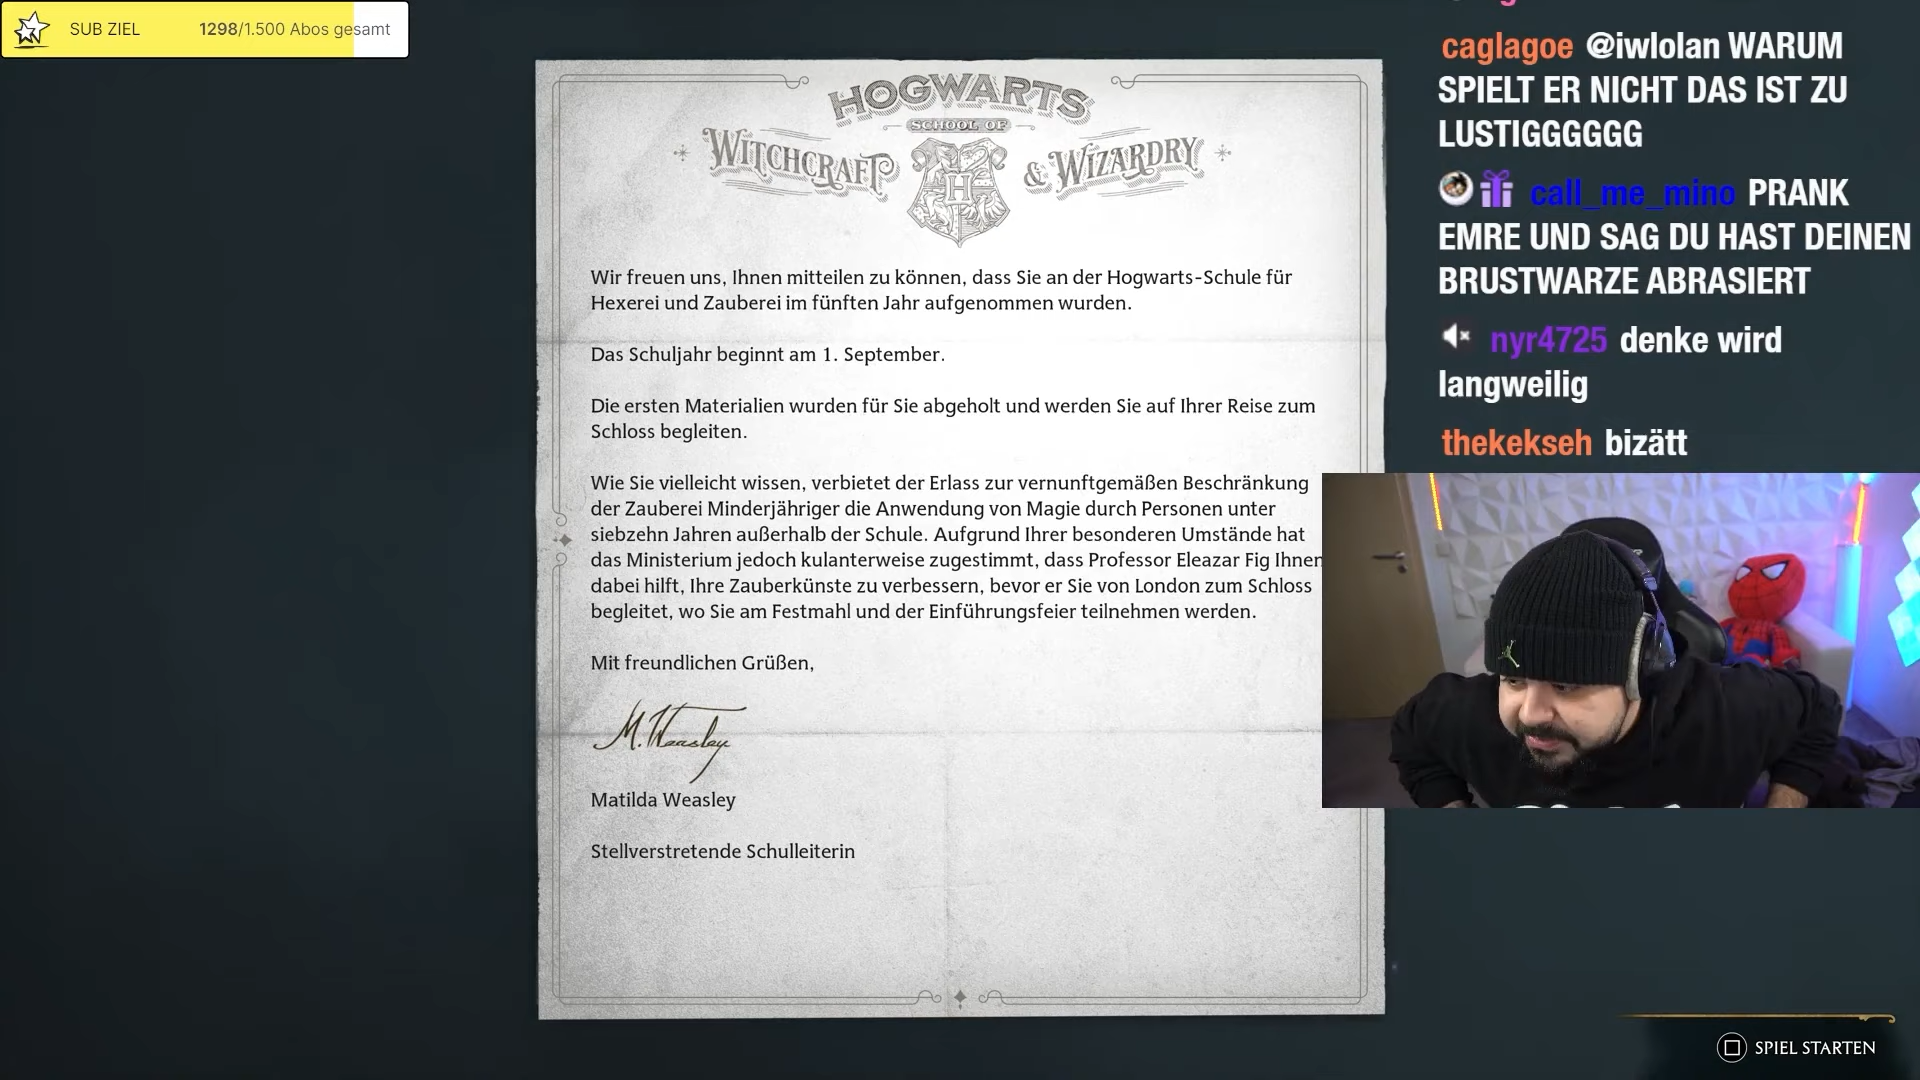 SUB ZIEL 1298/1.500 Abos gesamt
HOGWARTS
SCHOOL OF
WITCHCRAFT & WIZARDRY
H
Wir freuen uns, Ihnen mitteilen zu können, dass Sie an der Hogwarts-Schule für
Hexerei und Zauberei im fünften Jahr aufgenommen wurden.
Das Schuljahr beginnt am 1. September.
Die ersten Materialien wurden für Sie abgeholt und werden Sie auf Ihrer Reise zum
Schloss begleiten.
Wie Sie vielleicht wissen, verbietet der Erlass zur vernunftgemäßen Beschränkung
der Zauberei Minderjähriger die Anwendung von Magie durch Personen unter
siebzehn Jahren außerhalb der Schule. Aufgrund Ihrer besonderen Umstände hat
das Ministerium jedoch kulanterweise zugestimmt, dass Professor Eleazar Fig Ihnen
dabei hilft, Ihre Zauberkünste zu verbessern, bevor er Sie von London zum Schloss
begleitet, wo Sie am Festmahl und der Einführungsfeier teilnehmen werden.
Mit freundlichen Grüßen,
M. Weasley
Matilda Weasley
Stellverstretende Schulleiterin
caglagoe @iwlolan WARUM
SPIELT ER NICHT DAS IST ZU
LUSTIGGGGGG
call_me_mino PRANK
EMRE UND SAG DU HAST DEINEN
BRUSTWARZE ABRASIERT
nyr4725 denke wird
langweilig
thekekseh bizätt
SPIEL STARTEN